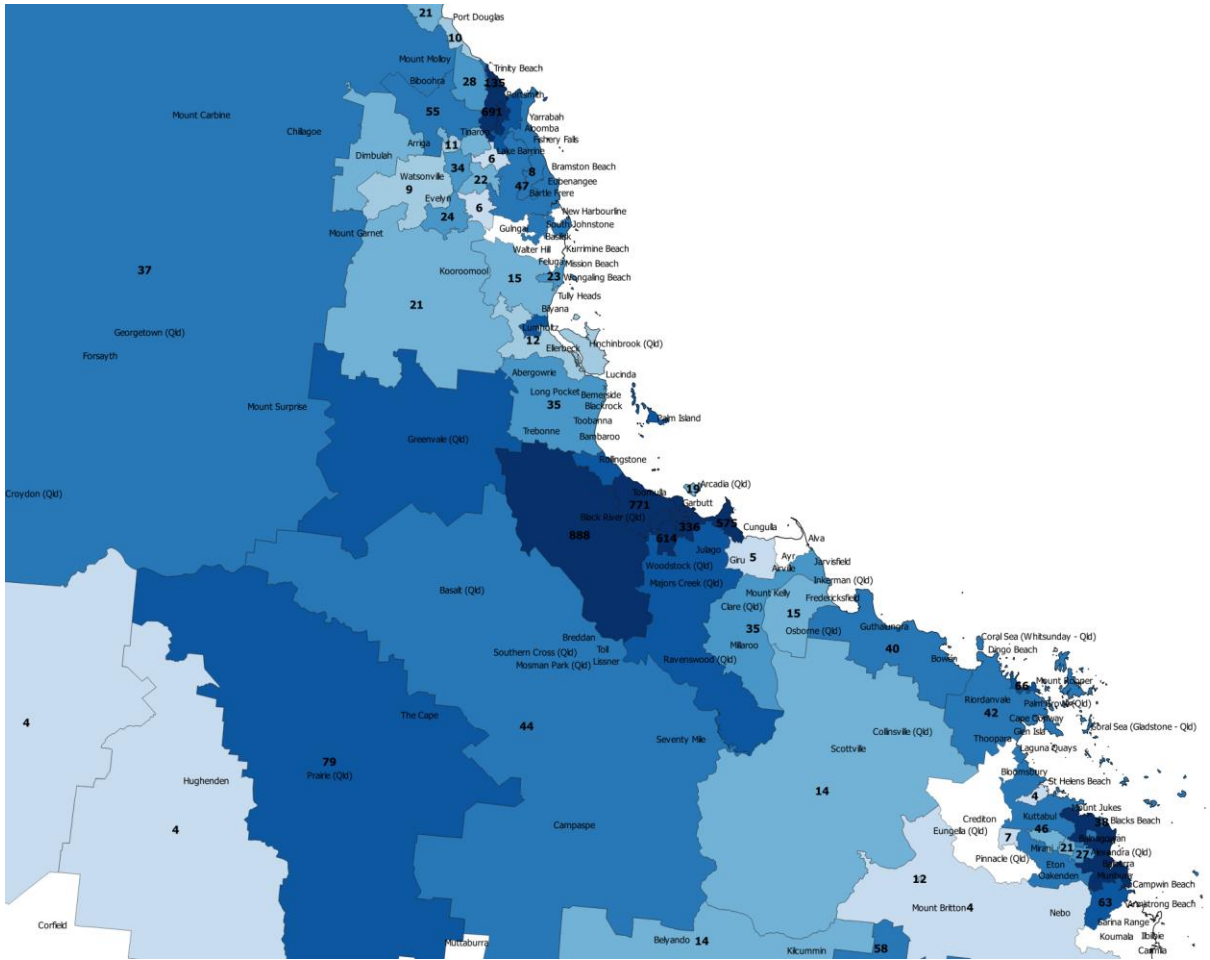 21
Port Douglas
10
Mount Molloy
Trinity Beach
Biboohra
28
135
Portsmith
Mount Carbine
55
691
Yarrabah
Chillagoe
Aloomba
Tinaroo
Fishery Falls
Arriga
11
Lake Barrine
Dimbulah
6
34
8
Bramston Beach
Watsonville
22
47
Eubenangee
9
Bartle Frere
Evelyn
6
24
New Harbourline
Mount Garnet
South Johnstone
Basilisk
Walter Hill
Kurrimine Beach
Feluga
Mission Beach
37
Kooroomool
15
23
Wongaling Beach
21
Tully Heads
Bilyana
Georgetown (Qld)
Lumholtz
12
Hinchinbrook (Qld)
Forsayth
Ellerbeck
Abergowrie
Lucinda
Long Pocket
Bemerside
Mount Surprise
35
Blackrock
Toobanna
Palm Island
Trebonne
Bambaroo
Greenvale (Qld)
Rollingstone
Croydon (Qld)
19
Arcadia (Qld)
Toomulla
771
Garbutt
Black River (Qld)
336
575
Cungulla
888
614
Alva
Julago
Giru
5
Ayr
Woodstock (Qld)
Airville
Jarvisfield
Majors Creek (Qld)
Inkerman (Qld)
Basalt (Qld)
Mount Kelly
Fredericksfield
Clare (Qld)
15
35
Osborne (Qld)
Guthalungra
Breddan
Millaroo
40
Coral Sea (Whitsunday - Qld)
Southern Cross (Qld)
Toll
Dingo Beach
Mosman Park (Qld)
Lissner
Ravenswood (Qld)
Bowen
66
Mount Rooper
Riordanvale
42
The Cape
4
44
Seventy Mile
Collinsville (Qld)
Coral Sea (Gladstone - Qld)
Glen Isla
Thoopara
Scottville
Laguna Quays
79
Prairie (Qld)
Hughenden
Bloomsbury
St Helens Beach
14
4
Mount Jukes
Crediton
Kuttabul
38
Blacks Beach
Campaspe
4
Eungella (Qld)
7
46
Mirani
21
27
Pinnacle (Qld)
Eton
Oakenden
12
Campwin Beach
Mount Britton
4
Nebo
63
Armstrong Beach
Corfield
Sarina Range
Muttaburra
Belyando
14
Koumala
Ilbilbie
Kilcummin
58
Carmila